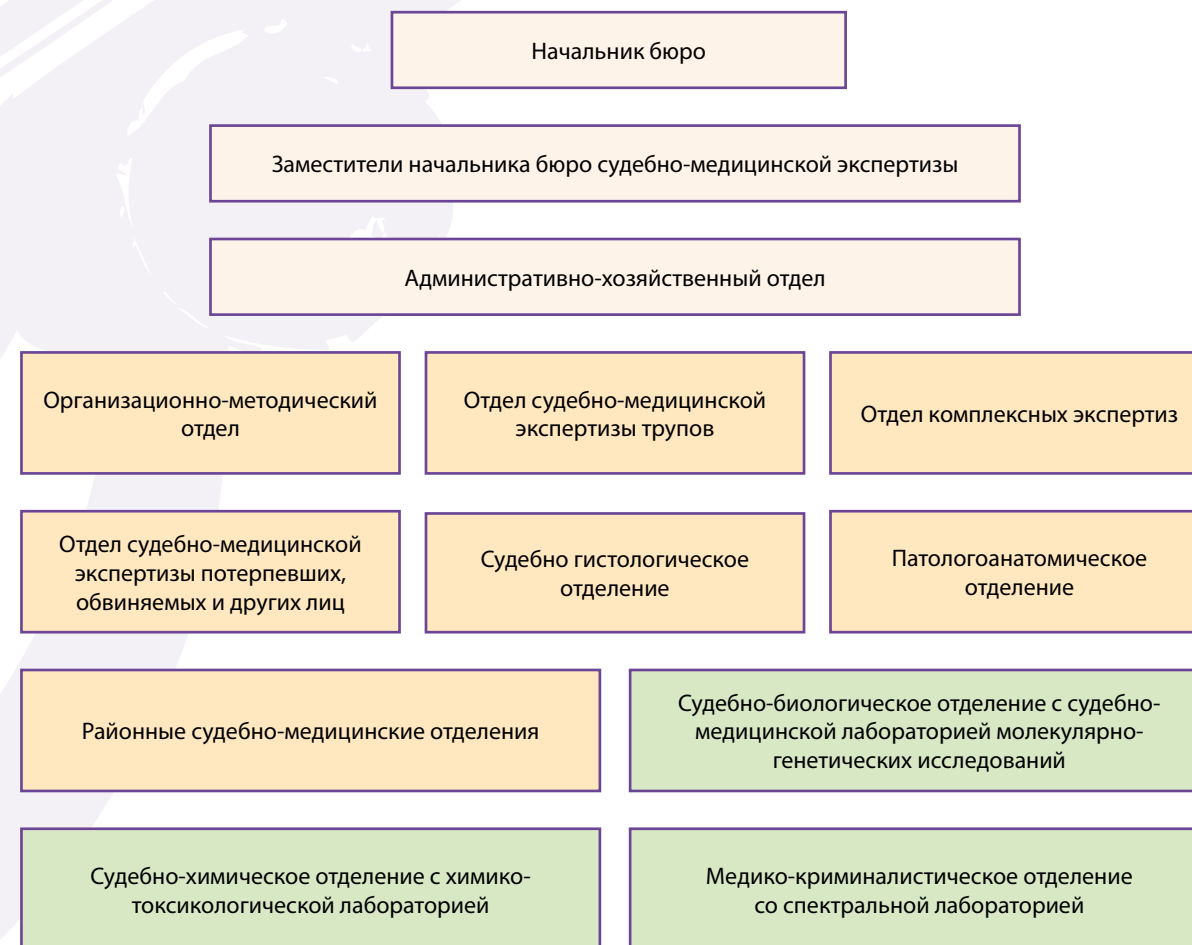 Начальник бюро
Заместители начальника бюро судебно-медицинской экспертизы
Административно-хозяйственный отдел
Организационно-методический
отдел
Отдел судебно-медицинской
экспертизы трупов
Отдел комплексных экспертиз
Отдел судебно-медицинской
экспертизы потерпевших,
обвиняемых и других лиц
Судебно гистологическое
отделение
Патологоанатомическое
отделение
Районные судебно-медицинские отделения
Судебно-биологическое отделение с судебно-
медицинской лабораторией молекулярно-
генетических исследований
Судебно-химическое отделение с химико-
токсикологической лабораторией
Медико-криминалистическое отделение
со спектральной лабораторией